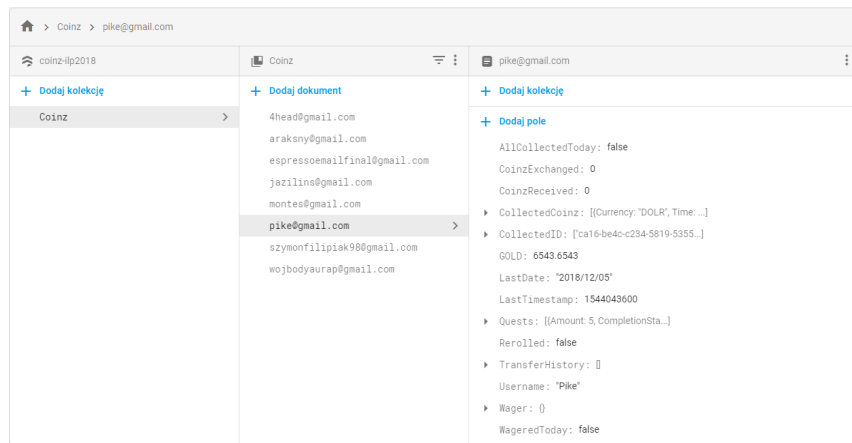 Coinz > pike@gmail.com
coinz-ilp2018
+ Dodaj kolekcję
Coinz
Coinz
+ Dodaj dokument
4head@gmail.com
araksny@gmail.com
espressoemailfinal@gmail.com
jazilins@gmail.com
montes@gmail.com
pike@gmail.com
szymonfilipiak98@gmail.com
wojbodyaurap@gmail.com
pike@gmail.com
+ Dodaj kolekcję
+ Dodaj pole
AllCollectedToday: false
CoinzExchanged: 0
CoinzReceived: 0
CollectedCoinz: [{Currency: "DOLR", Time: ...]
CollectedID: ["ca16-be4c-c234-5819-5355...]
GOLD: 6543.6543
LastDate: "2018/12/05"
LastTimestamp: 1544043600
Quests: [{Amount: 5, CompletionSta...]
Rerolled: false
TransferHistory: []
Username: "Pike"
Wager: {}
WageredToday: false